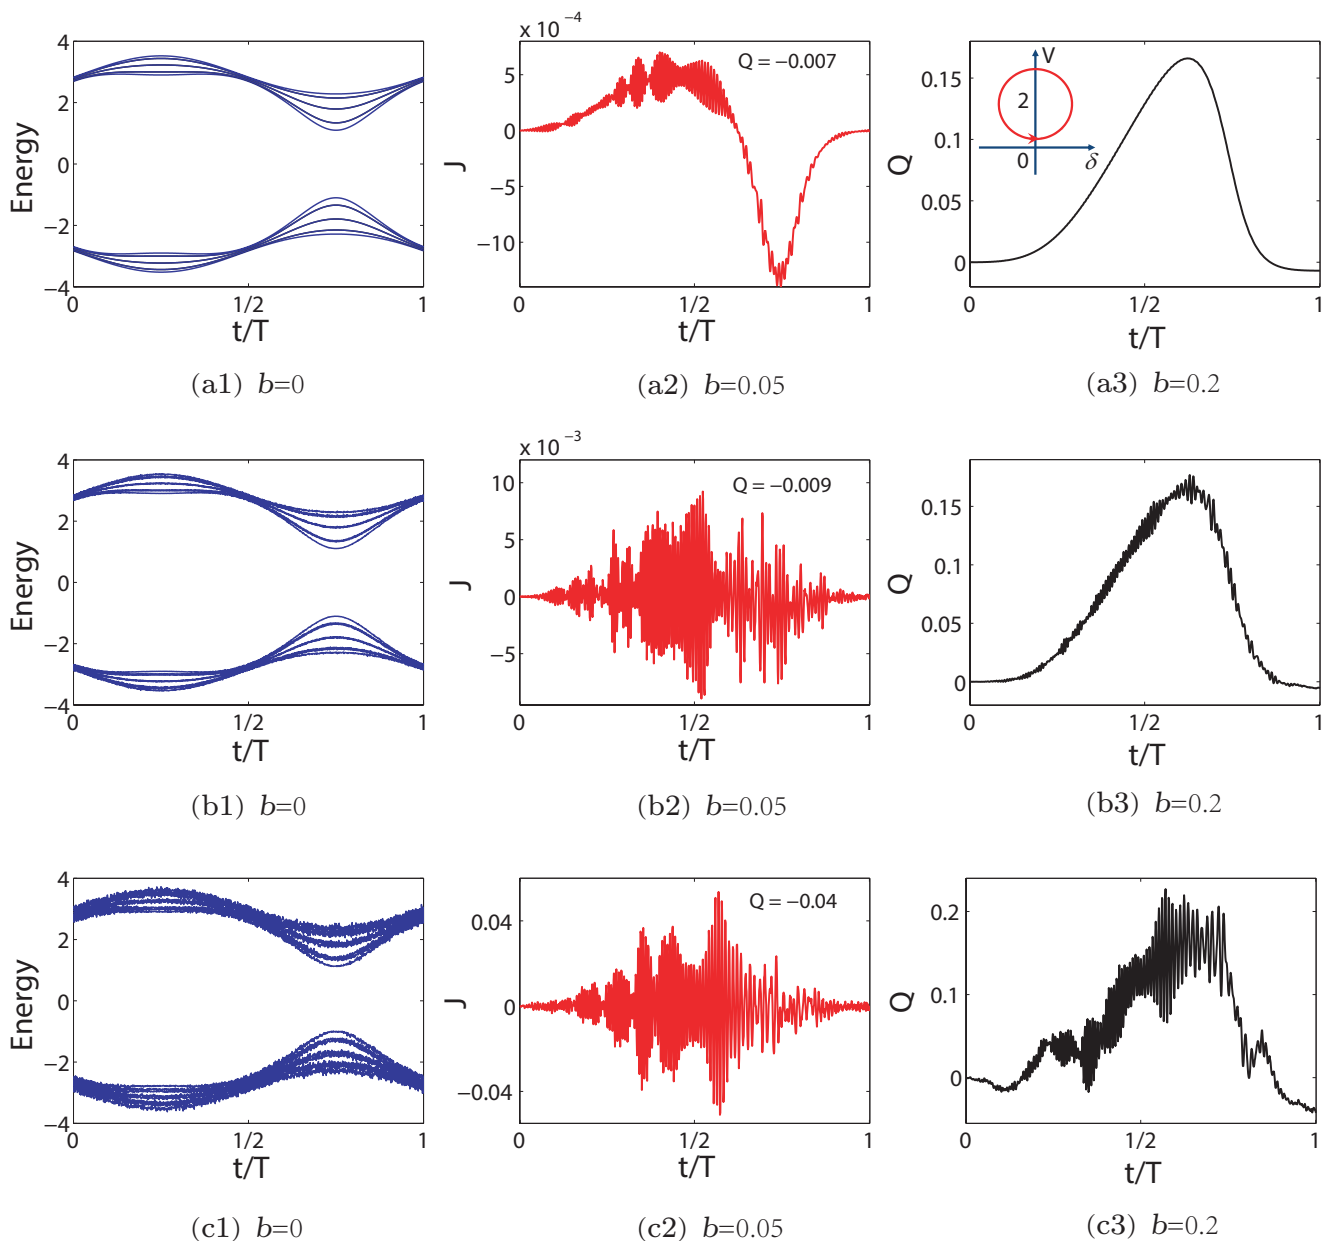 x 10 −4
4
2
0
−2
−4
Energy
0
1/2
1
t/T
(a1) b=0
5
0
−5
−10
J
Q = −0.007
0
1/2
1
t/T
(a2) b=0.05
0.15
0.1
0.05
0
Q
V
2
0
δ
0
1/2
1
t/T
(a3) b=0.2
4
2
0
−2
−4
Energy
0
1/2
1
t/T
(b1) b=0
x 10 −3
10
5
0
−5
J
Q = −0.009
0
1/2
1
t/T
(b2) b=0.05
0.15
0.1
0.05
0
Q
0
1/2
1
t/T
(b3) b=0.2
4
2
0
−2
−4
Energy
0
1/2
1
t/T
(c1) b=0
0.04
0
−0.04
J
Q = −0.04
0
1/2
1
t/T
(c2) b=0.05
0.2
0.1
0
Q
0
1/2
1
t/T
(c3) b=0.2